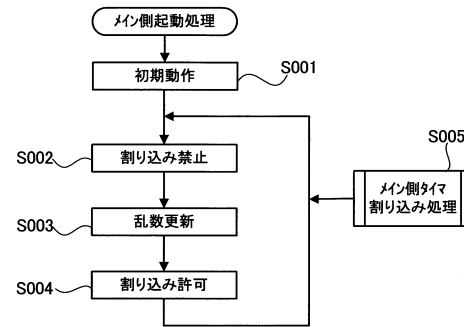 メイン側起動処理
初期動作
S001
S005
S002
割り込み禁止
メイン側タイマ
割り込み処理
S003
乱数更新
S004
割り込み許可